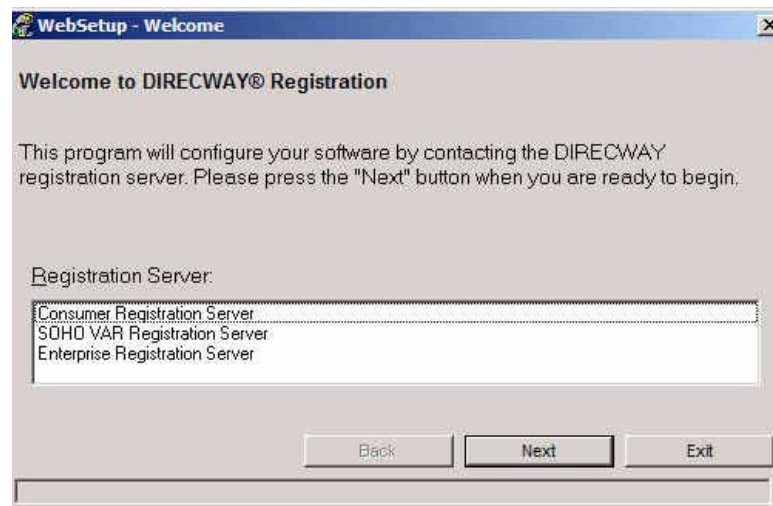 WebSetup - Welcome
Welcome to DIRECWAY® Registration
This program will configure your software by contacting the DIRECWAY
registration server. Please press the "Next" button when you are ready to begin.
Registration Server:
Consumer Registration Server
SOHO VAR Registration Server
Enterprise Registration Server
Back Next Exit